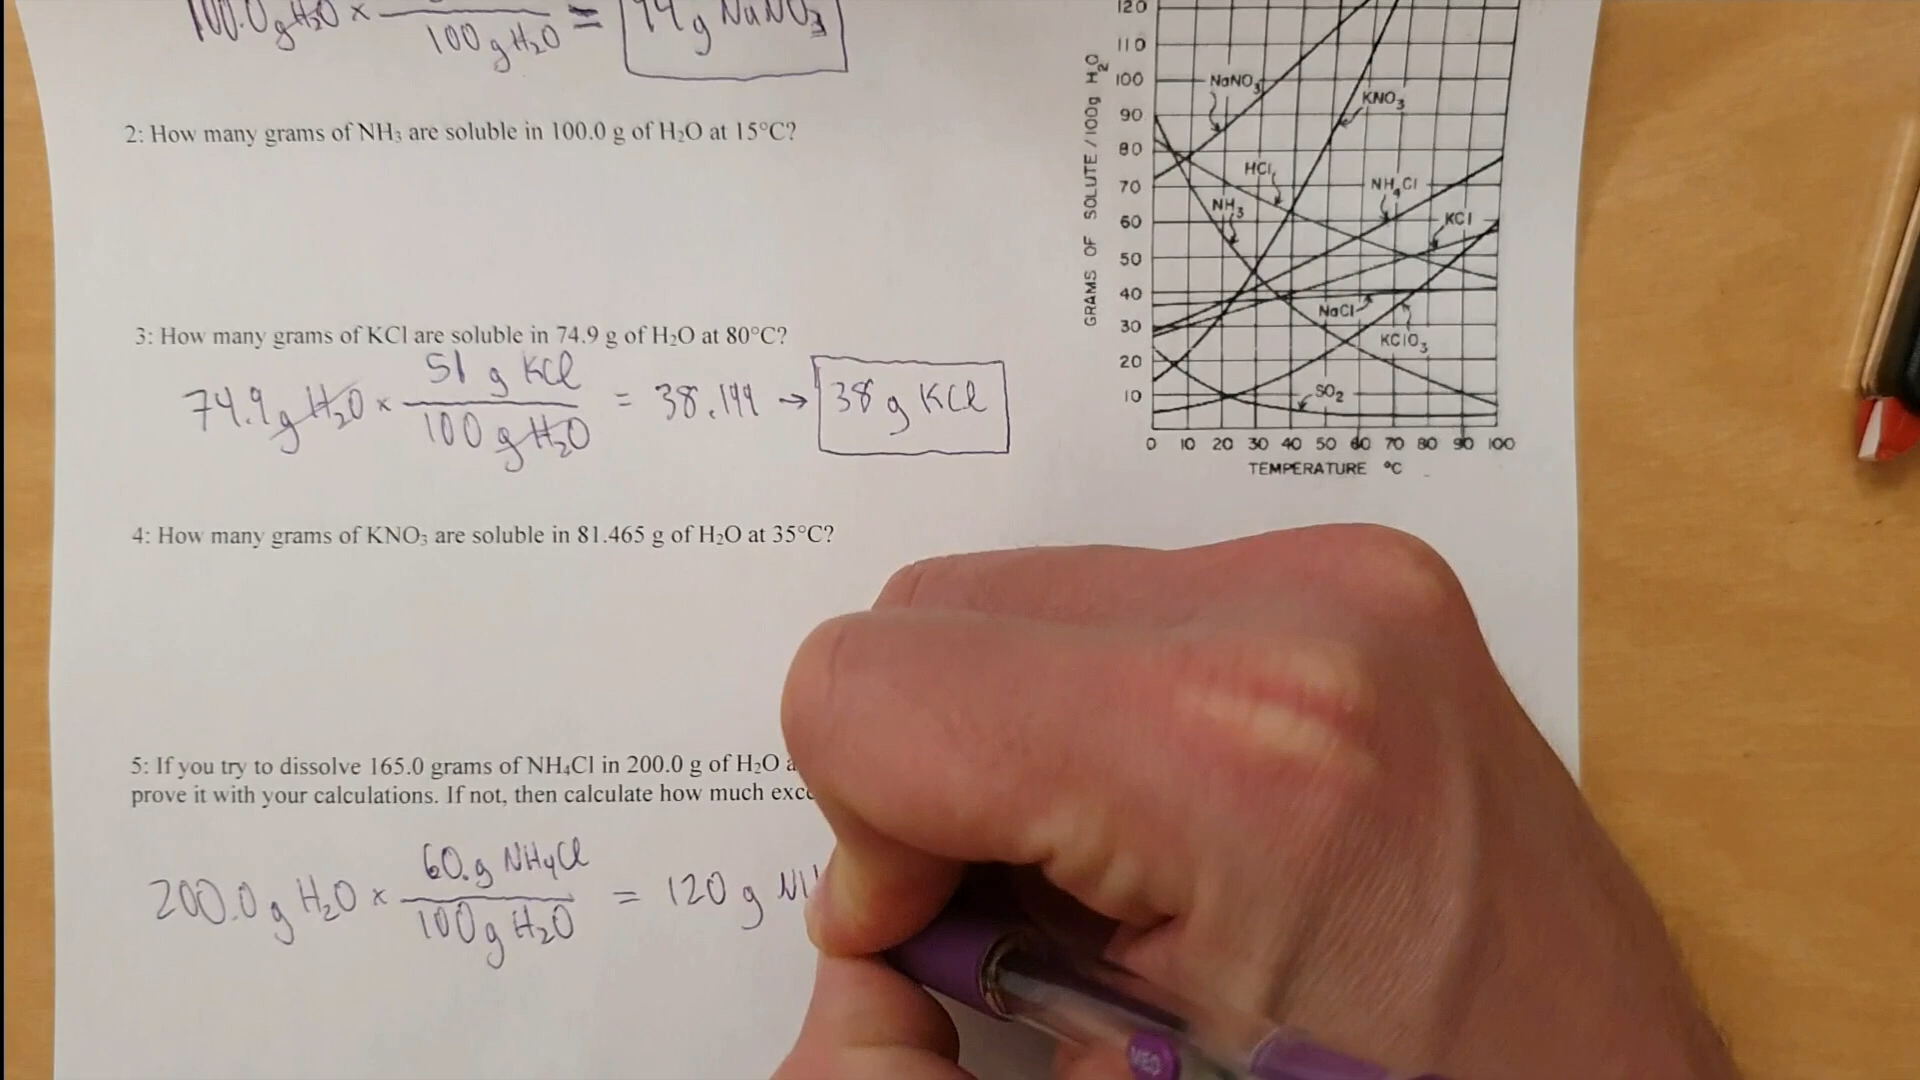 100.0 g H₂O ×
100 g H₂O
= 94 g NaNO₃
2: How many grams of NH₃ are soluble in 100.0 g of H₂O at 15°C?
3: How many grams of KCl are soluble in 74.9 g of H₂O at 80°C?
74.9 g H₂O × 51 g KCl / 100 g H₂O = 38.199 → 38 g KCl
4: How many grams of KNO₃ are soluble in 81.465 g of H₂O at 35°C?
5: If you try to dissolve 165.0 grams of NH₄Cl in 200.0 g of H₂O a
prove it with your calculations. If not, then calculate how much exce
200.0 g H₂O × 60. g NH₄Cl / 100 g H₂O = 120 g N
GRAMS OF SOLUTE / 100g H₂O
120
110
100
90
80
70
60
50
40
30
20
10
NaNO₃
KNO₃
HCl
NH₄Cl
NH₃
KCl
NaCl
KClO₃
SO₂
0 10 20 30 40 50 60 70 80 90 100
TEMPERATURE °C